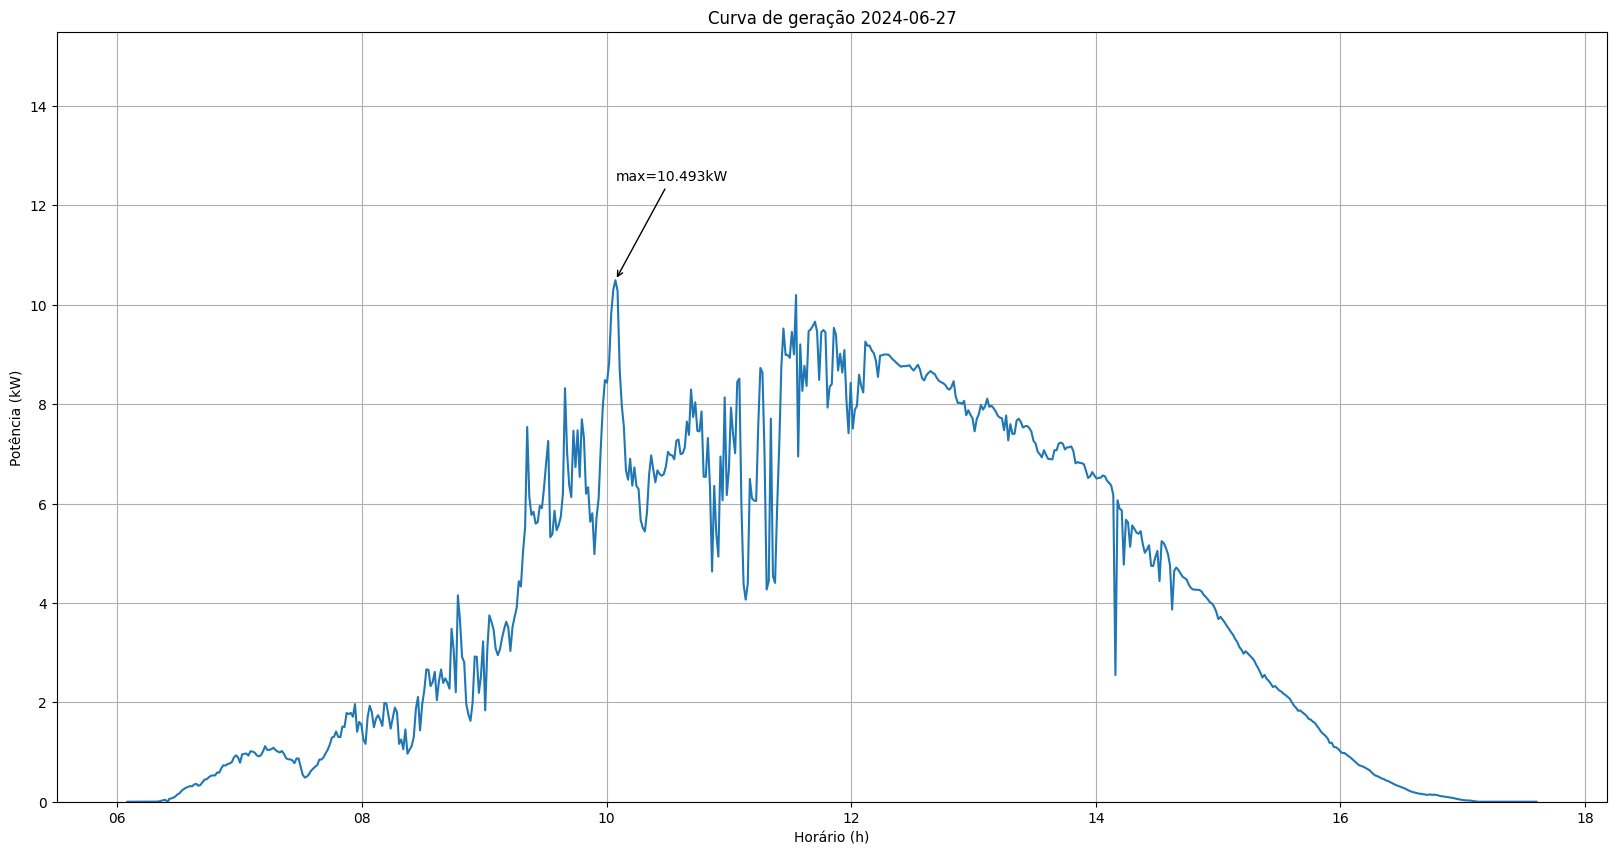 Curva de geração 2024-06-27
Potência (kW)
14
12
10
8
6
4
2
0
max=10.493kW
06 08 10 12 14 16 18
Horário (h)